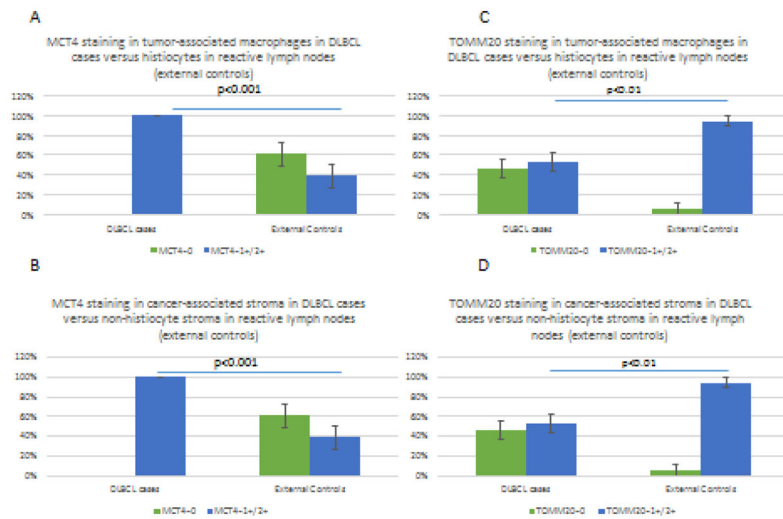 A
MCT4 staining in tumor-associated macrophages in DLBCL
cases versus histiocytes in reactive lymph nodes
(external controls)
p<0.001
120%
100%
80%
60%
40%
20%
0%
DLBCL cases
External Controls
MCT4-0
MCT4-1+/2+
C
TOMM20 staining in tumor-associated macrophages in
DLBCL cases versus histiocytes in reactive lymph nodes
(external controls)
p<0.01
120%
100%
80%
60%
40%
20%
0%
DLBCL cases
External Controls
TOMM20-0
TOMM20-1+/2+
B
MCT4 staining in cancer-associated stroma in DLBCL cases
versus non-histiocyte stroma in reactive lymph nodes
(external controls)
p<0.001
120%
100%
80%
60%
40%
20%
0%
DLBCL cases
External Controls
MCT4-0
MCT4-1+/2+
D
TOMM20 staining in cancer-associated stroma in DLBCL
cases versus non-histiocyte stroma in reactive lymph
nodes (external controls)
p<0.01
120%
100%
80%
60%
40%
20%
0%
DLBCL cases
External Controls
TOMM20-0
TOMM20-1+/2+